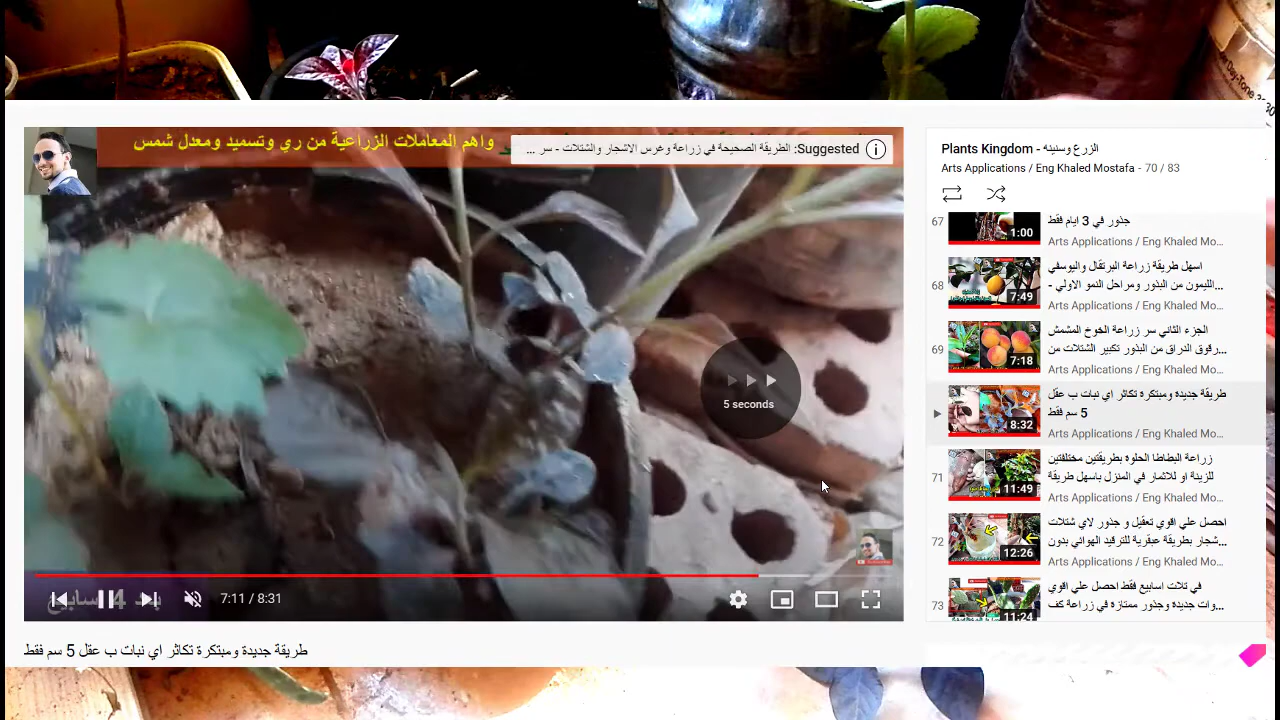 واهم المعاملات الزراعية من ري وتسميد ومعدل شمس
Suggested: الطريقة الصحيحة في زراعة وغرس الاشجار والشتلات - سر ...
5 seconds
بعد 4 اسابيع
7:11 / 8:31
طريقة جديدة ومبتكرة تكاثر اي نبات ب عقل 5 سم فقط
Plants Kingdom - الزرع وسنينه
Arts Applications / Eng Khaled Mostafa - 70 / 83
67
جذور في 3 ايام فقط
1:00
Arts Applications / Eng Khaled Mo...
68
اسهل طريقة زراعة البرتقال واليوسفي
الليمون من البذور ومراحل النمو الاولي - ...
7:49
Arts Applications / Eng Khaled Mo...
69
الجزء الثاني سر زراعة الخوخ المشمش
رقوق الدراق من البذور تكبير الشتلات من...
7:18
Arts Applications / Eng Khaled Mo...
طريقة جديدة ومبتكرة تكاثر اي نبات ب عقل
5 سم فقط
8:32
Arts Applications / Eng Khaled Mo...
71
زراعة البطاطا الحلوة بطريقتين مختلفتين
للزينة او للاثمار في المنزل باسهل طريقة
11:49
Arts Applications / Eng Khaled Mo...
72
احصل علي اقوي تعقيل و جذور لاي شتلات
شجار بطريقة عبقرية للترقيد الهوائي بدون...
12:26
Arts Applications / Eng Khaled Mo...
73
في تلات اسابيع فقط احصل علي اقوي
وات جديدة وجذور ممتازة في زراعة كف...
11:24